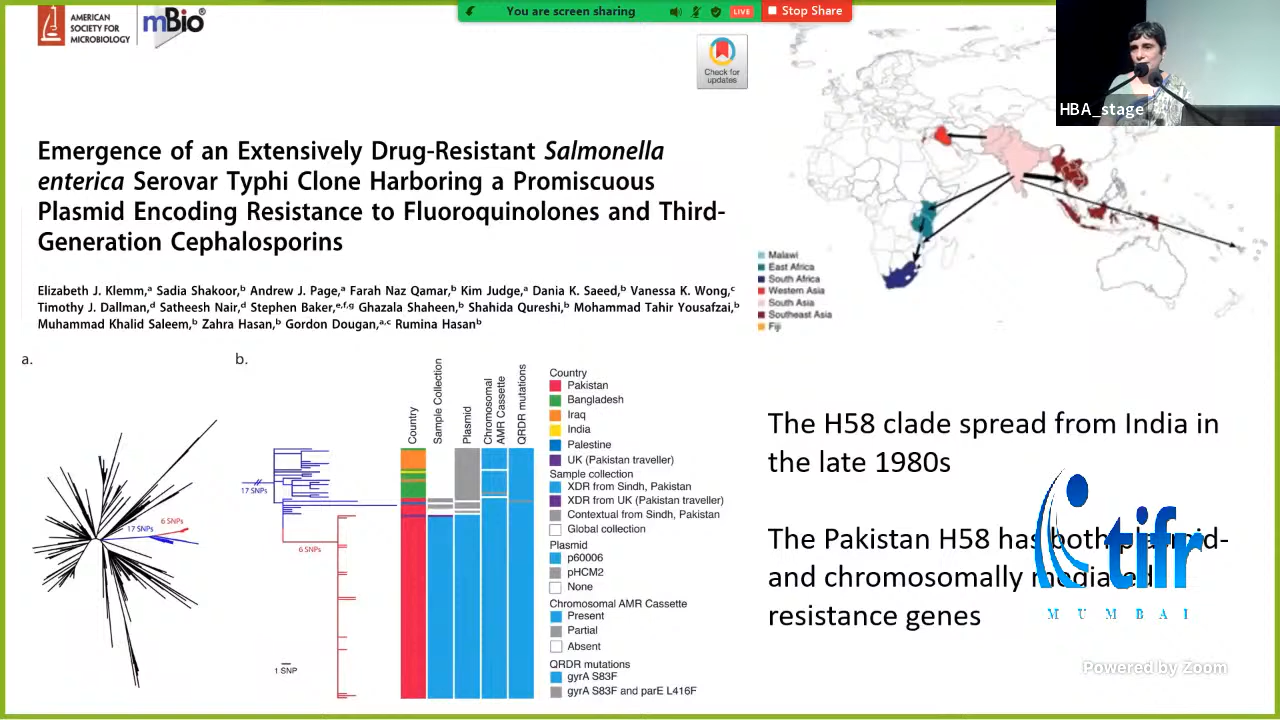 You are screen sharing
LIVE
Stop Share
AMERICAN
SOCIETY FOR
MICROBIOLOGY
mBio
Check for
updates
HBA_stage
Emergence of an Extensively Drug-Resistant Salmonella
enterica Serovar Typhi Clone Harboring a Promiscuous
Plasmid Encoding Resistance to Fluoroquinolones and Third-
Generation Cephalosporins
Elizabeth J. Klemm,a Sadia Shakoor,b Andrew J. Page,a Farah Naz Qamar,b Kim Judge,a Dania K. Saeed,b Vanessa K. Wong,c
Timothy J. Dallman,d Satheesh Nair,d Stephen Baker,e,f,g Ghazala Shaheen,b Shahida Qureshi,b Mohammad Tahir Yousafzai,b
Muhammad Khalid Saleem,b Zahra Hasan,b Gordon Dougan,a,c Rumina Hasanb
Malawi
East Africa
South Africa
Western Asia
South Asia
Southeast Asia
Fiji
a.
17 SNPs
6 SNPs
b.
Country
Sample Collection
Plasmid
Chromosomal
AMR Cassette
QRDR mutations
17 SNPs
6 SNPs
1 SNP
Country
Pakistan
Bangladesh
Iraq
India
Palestine
UK (Pakistan traveller)
Sample collection
XDR from Sindh, Pakistan
XDR from UK (Pakistan traveller)
Contextual from Sindh, Pakistan
Global collection
Plasmid
p60006
pHCM2
None
Chromosomal AMR Cassette
Present
Partial
Absent
QRDR mutations
gyrA S83F
gyrA S83F and parE L416F
The H58 clade spread from India in
the late 1980s
The Pakistan H58 has both plasmid-
and chromosomally mediated
resistance genes
tifr
MUMBAI
Powered by Zoom